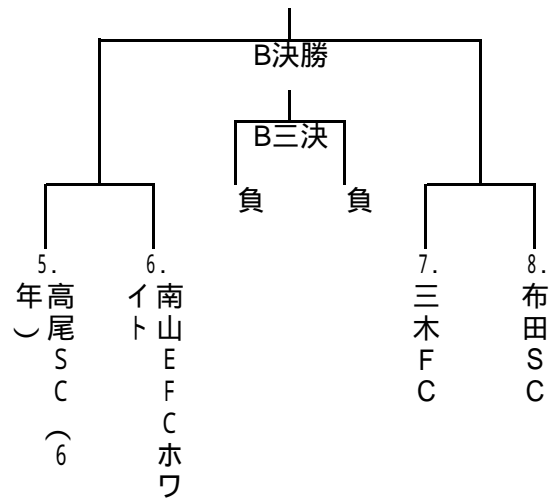 B決勝
B三決
負
負
5.
高尾SC（6
年）
6.
南山EFCホワ
イト
7.
三木FC
8.
布田SC